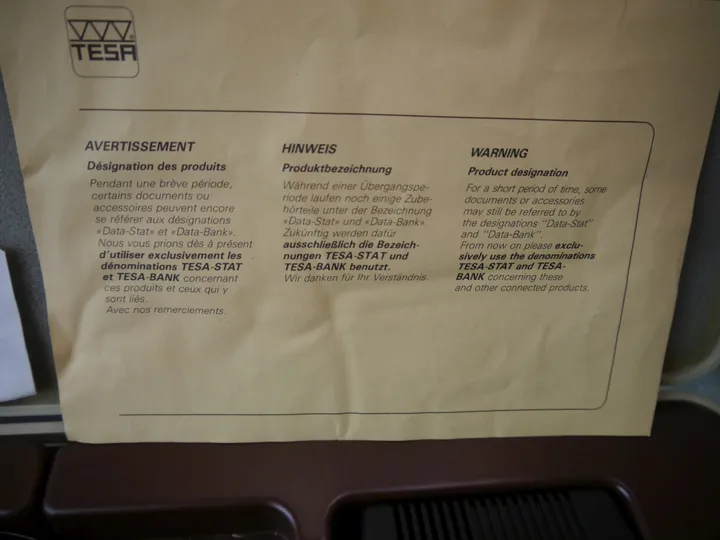 TESA
AVERTISSEMENT
Désignation des produits
Pendant une brève période,
certains documents ou
accessoires peuvent encore
se référer aux désignations
«Data-Stat» et «Data-Bank».
Nous vous prions dès à présent
d'utiliser exclusivement les
dénominations TESA-STAT
et TESA-BANK concernant
ces produits et ceux qui y
sont liés.
Avec nos remerciements.
HINWEIS
Produktbezeichnung
Während einer Übergangspe-
riode laufen noch einige Zube-
hörteile unter der Bezeichnung
«Data-Stat» und «Data-Bank».
Zukünftig werden dafür
ausschließlich die Bezeich-
nungen TESA-STAT und
TESA-BANK benutzt.
Wir danken für Ihr Verständnis.
WARNING
Product designation
For a short period of time, some
documents or accessories
may still be referred to by
the designations "Data-Stat"
and "Data-Bank".
From now on please exclu-
sively use the denominations
TESA-STAT and TESA-
BANK concerning these
and other connected products.